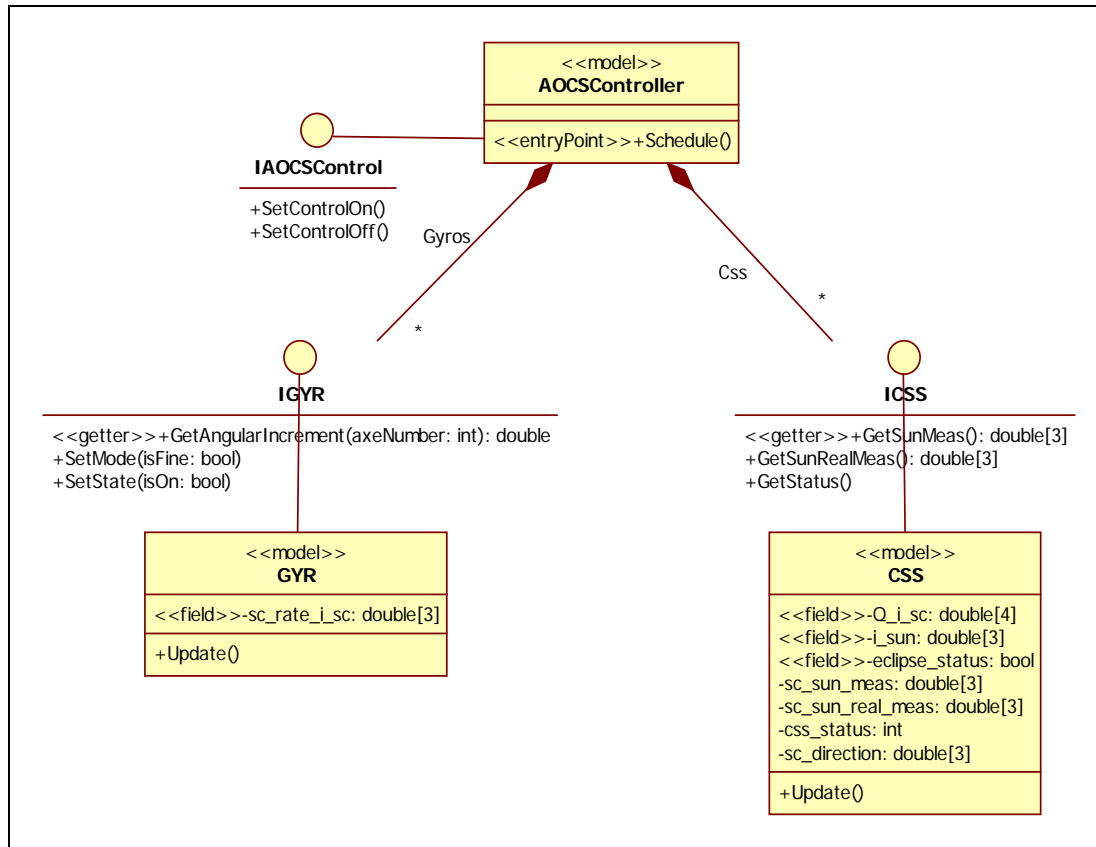 <<model>>
AOCSController
<<entryPoint>>+Schedule()
IAOCSControl
+SetControlOn()
+SetControlOff()
Gyros
*
Css
*
IGYR
<<getter>>+GetAngularIncrement(axeNumber: int): double
+SetMode(isFine: bool)
+SetState(isOn: bool)
ICSS
<<getter>>+GetSunMeas(): double[3]
+GetSunRealMeas(): double[3]
+GetStatus()
<<model>>
GYR
<<field>>-sc_rate_i_sc: double[3]
+Update()
<<model>>
CSS
<<field>>-Q_i_sc: double[4]
<<field>>-i_sun: double[3]
<<field>>-eclipse_status: bool
-sc_sun_meas: double[3]
-sc_sun_real_meas: double[3]
-css_status: int
-sc_direction: double[3]
+Update()